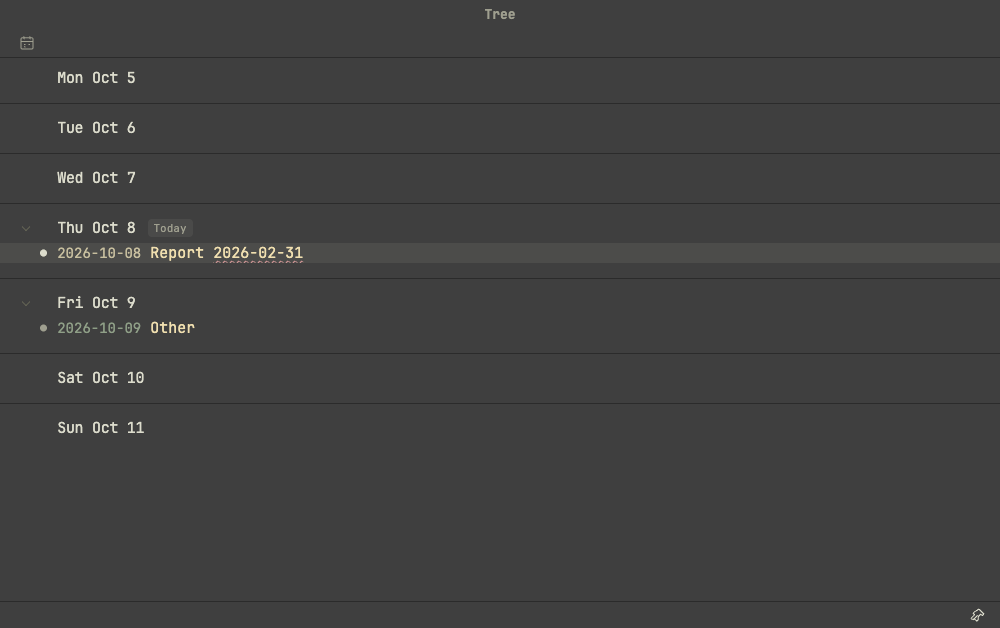 Tree
Mon Oct 5
Tue Oct 6
Wed Oct 7
Thu Oct 8 Today
2026-10-08 Report 2026-02-31
Fri Oct 9
2026-10-09 Other
Sat Oct 10
Sun Oct 11